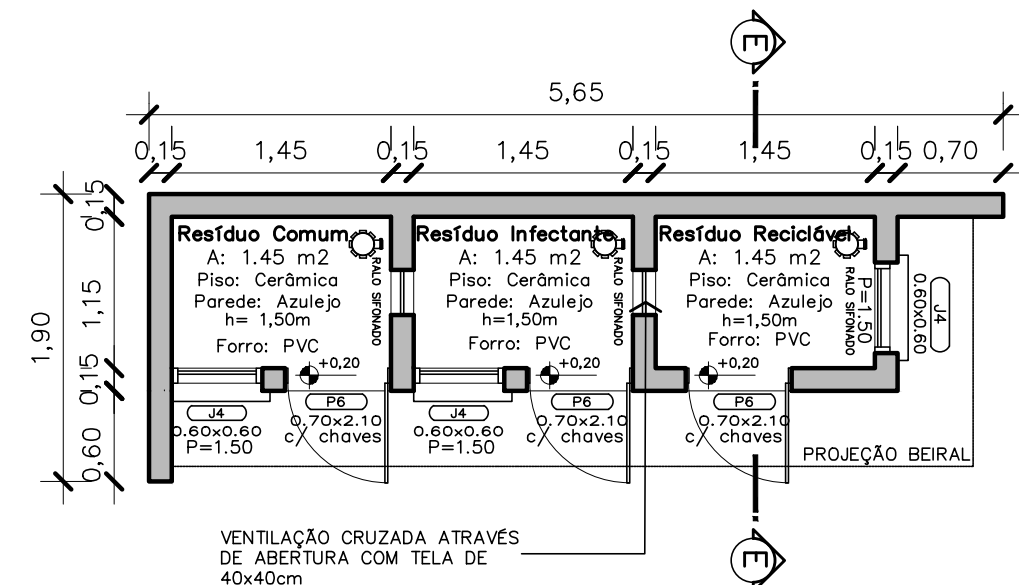 E
5,65
0,15 1,45 0,15 1,45 0,15 1,45 0,15 0,70
1,90
0,15
1,15
0,15
0,60
Resíduo Comum
A: 1.45 m2
Piso: Cerâmica
Parede: Azulejo
h= 1,50m
Forro: PVC
RALO SIFONADO
+0,20
Resíduo Infectante
A: 1.45 m2
Piso: Cerâmica
Parede: Azulejo
h=1,50m
Forro: PVC
RALO SIFONADO
+0,20
Resíduo Reciclável
A: 1.45 m2
Piso: Cerâmica
Parede: Azulejo
h=1,50m
Forro: PVC
RALO SIFONADO
+0,20
P=1.50
0.60x0.60
J4
J4
0.60x0.60
P=1.50
P6
0.70x2.10
c/ chaves
J4
0.60x0.60
P=1.50
P6
0.70x2.10
c/ chaves
P6
0.70x2.10
c/ chaves
PROJEÇÃO BEIRAL
VENTILAÇÃO CRUZADA ATRAVÉS
DE ABERTURA COM TELA DE
40x40cm
E